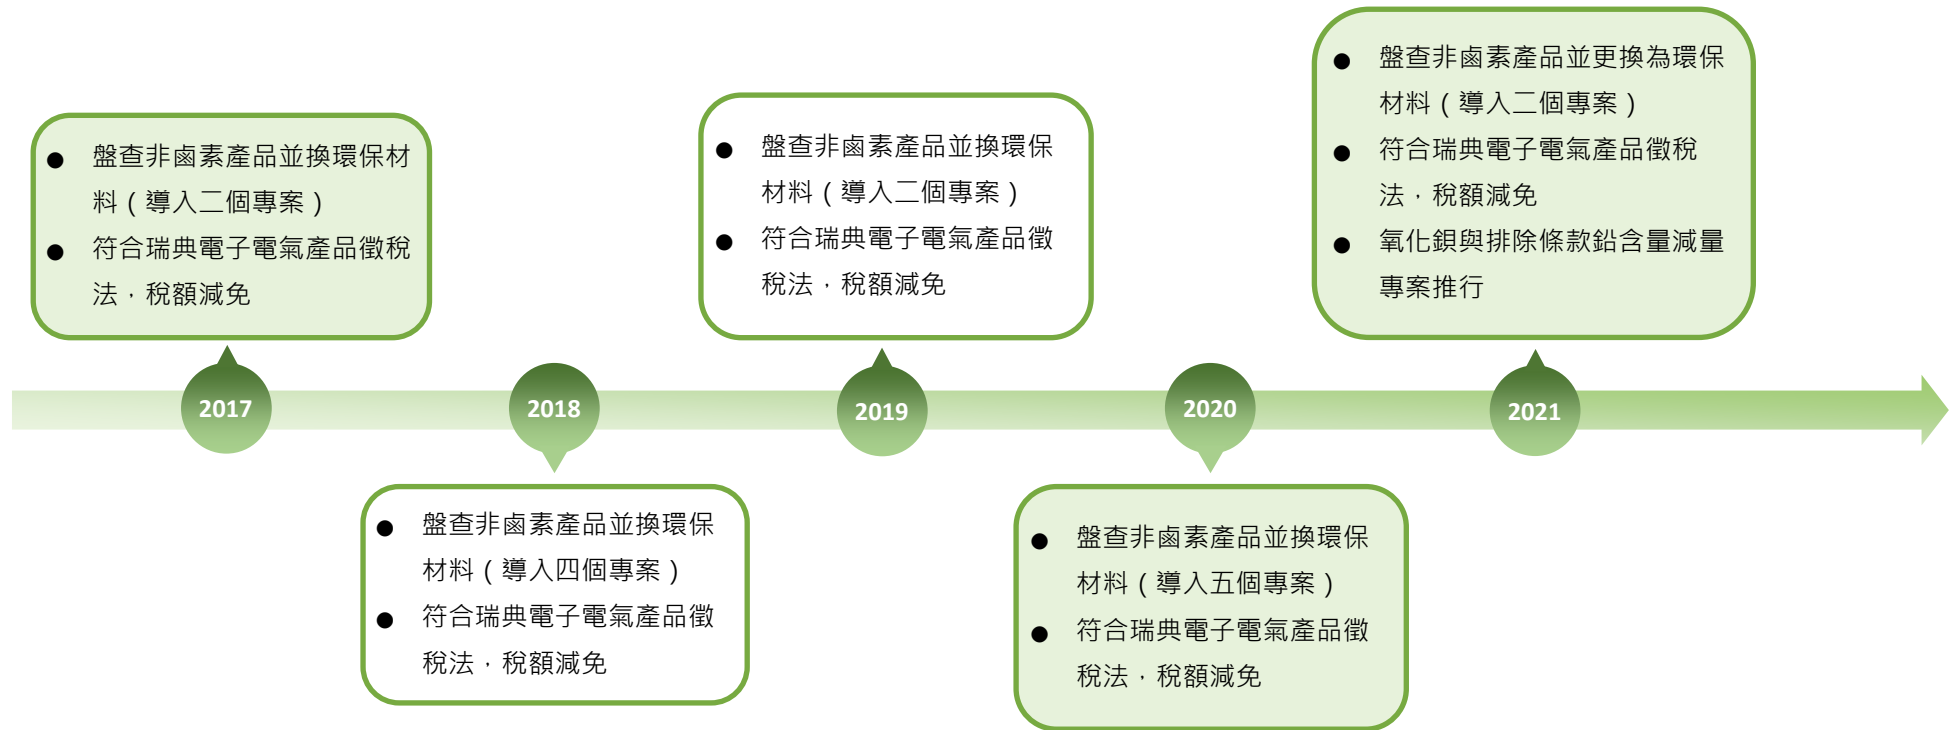 盤查非鹵素產品並換環保材
料（導入二個專案）
符合瑞典電子電氣產品徵稅
法，稅額減免
2017
盤查非鹵素產品並換環保
材料（導入四個專案）
符合瑞典電子電氣產品徵
稅法，稅額減免
2018
盤查非鹵素產品並換環保
材料（導入二個專案）
符合瑞典電子電氣產品徵
稅法，稅額減免
2019
盤查非鹵素產品並換環保
材料（導入五個專案）
符合瑞典電子電氣產品徵
稅法，稅額減免
2020
盤查非鹵素產品並更換為環保
材料（導入二個專案）
符合瑞典電子電氣產品徵稅
法，稅額減免
氧化鋇與排除條款鉛含量減量
專案推行
2021